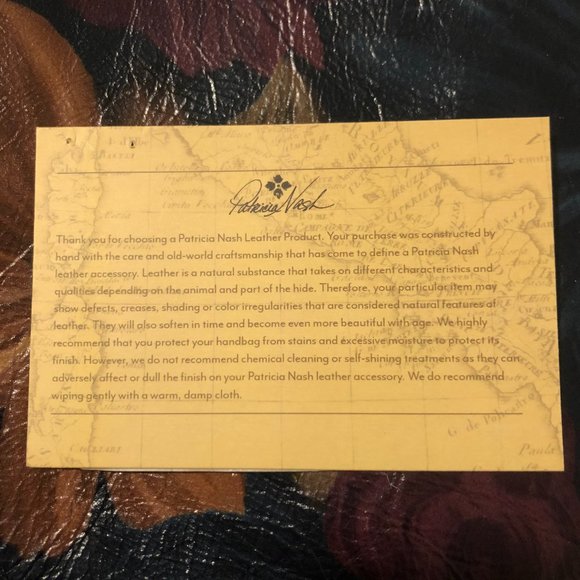 Patricia Nash
Thank you for choosing a Patricia Nash Leather Product. Your purchase was constructed by
hand with the care and old-world craftsmanship that has come to define a Patricia Nash
leather accessory. Leather is a natural substance that takes on different characteristics and
qualities depending on the animal and part of the hide. Therefore, your particular item may
show defects, creases, shading or color irregularities that are considered natural features of
leather. They will also soften in time and become even more beautiful with age. We highly
recommend that you protect your handbag from stains and excessive moisture to protect its
finish. However, we do not recommend chemical cleaning or self-shining treatments as they can
adversely affect or dull the finish on your Patricia Nash leather accessory. We do recommend
wiping gently with a warm, damp cloth.
G. de Policastro
Paula
CAGLIARI